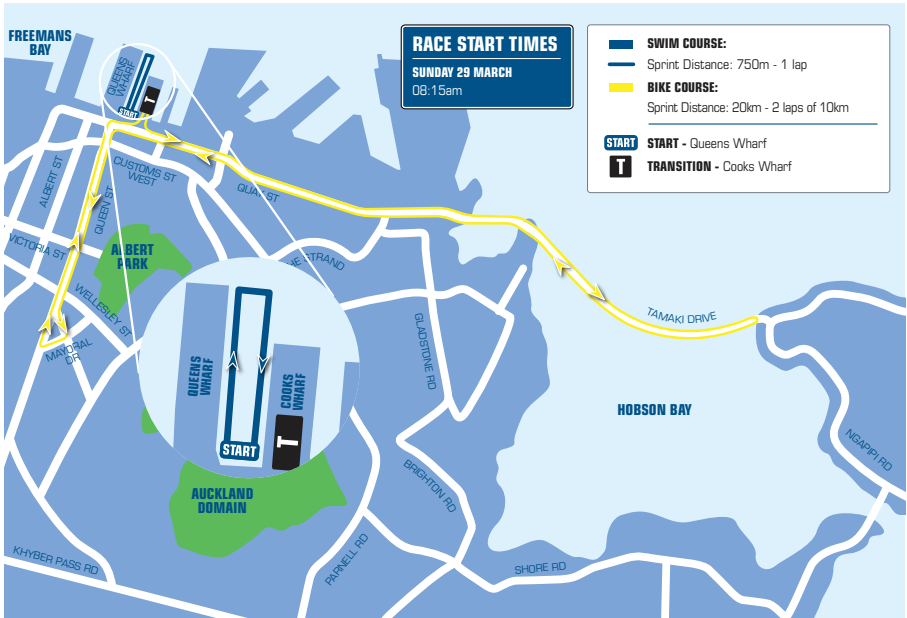 FREEMANS
BAY
QUEENS
WHARF
START
T
RACE START TIMES
SUNDAY 29 MARCH
08:15am
SWIM COURSE:
Sprint Distance: 750m - 1 lap
BIKE COURSE:
Sprint Distance: 20km - 2 laps of 10km
START START - Queens Wharf
T TRANSITION - Cooks Wharf
ALBERT ST
CUSTOMS ST
WEST
QUAY ST
QUEEN ST
VICTORIA ST
ALBERT
PARK
HE STRAND
WELLESLEY ST
MAYORAL
DR
TAMAKI DRIVE
GLADSTONE RD
QUEENS
WHARF
COOKS
WHARF
START
T
HOBSON BAY
NGAPIPI RD
BRIGHTON RD
AUCKLAND
DOMAIN
KHYBER PASS RD
PARNELL RD
SHORE RD